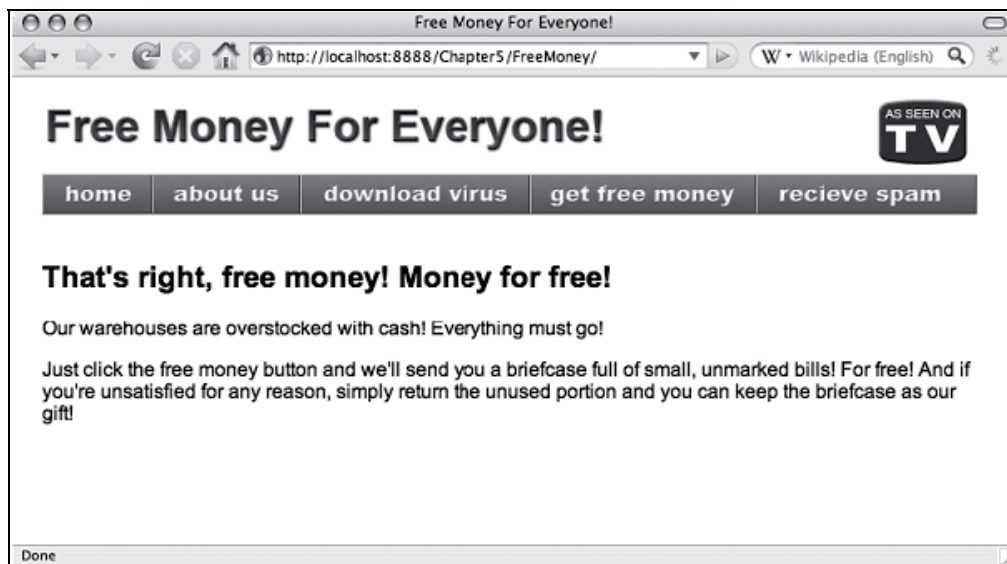 Free Money For Everyone!
http://localhost:8888/Chapter5/FreeMoney/
W Wikipedia (English)
Free Money For Everyone!
AS SEEN ON
TV
home about us download virus get free money recieve spam
That's right, free money! Money for free!
Our warehouses are overstocked with cash! Everything must go!
Just click the free money button and we'll send you a briefcase full of small, unmarked bills! For free! And if
you're unsatisfied for any reason, simply return the unused portion and you can keep the briefcase as our
gift!
Done